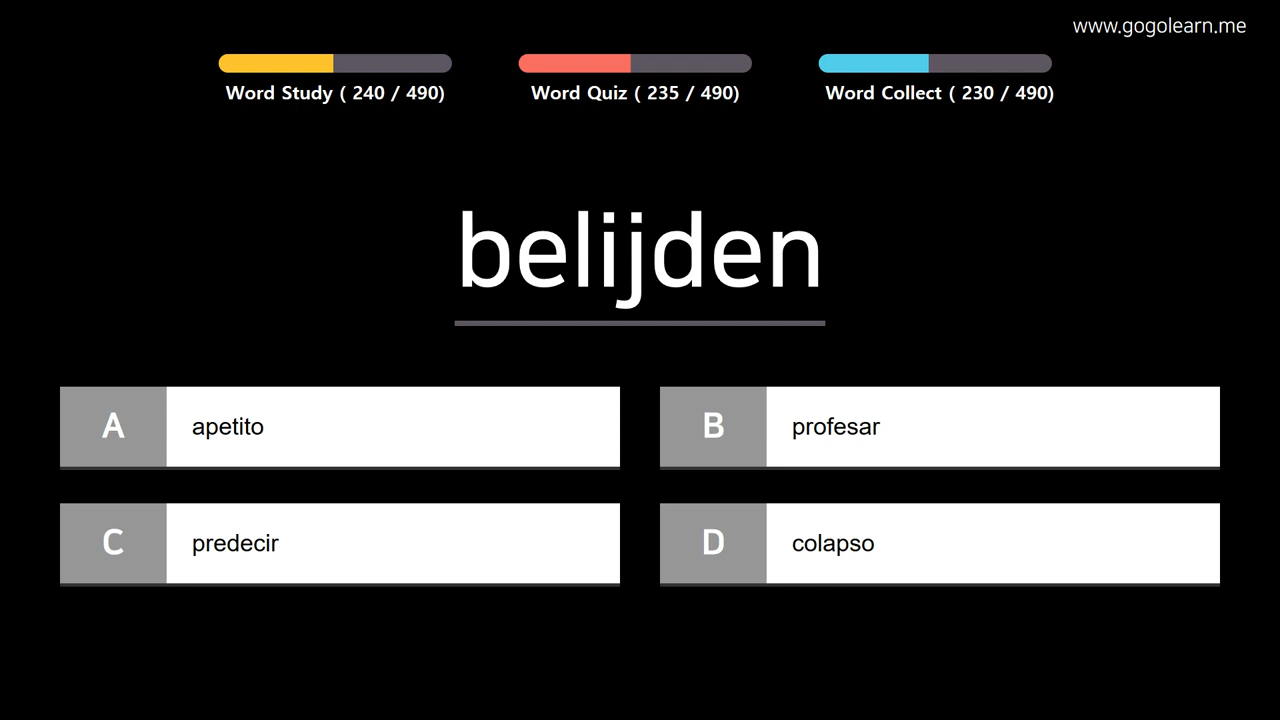 www.gogolearn.me
Word Study ( 240 / 490)
Word Quiz ( 235 / 490)
Word Collect ( 230 / 490)
belijden
A apetito
B profesar
C predecir
D colapso